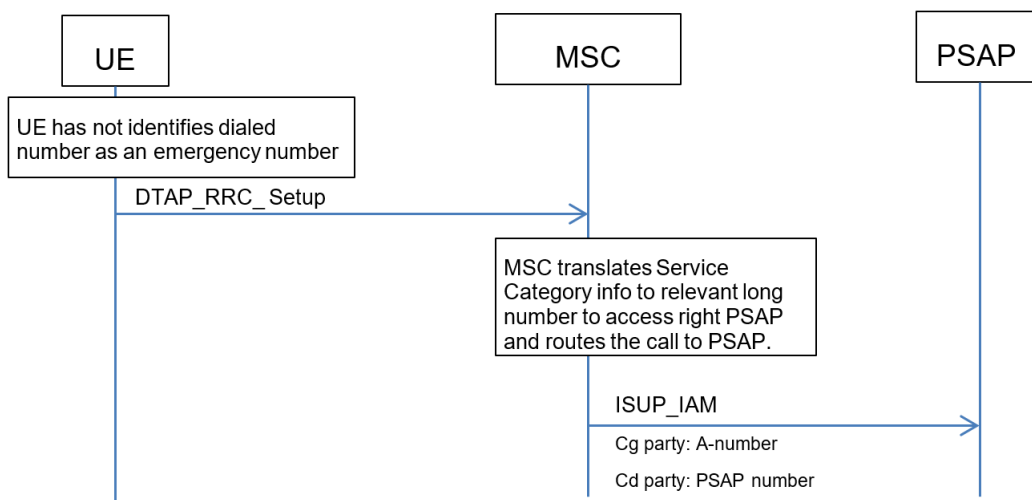 UE
MSC
PSAP
UE has not identifies dialed
number as an emergency number
DTAP_RRC_ Setup
MSC translates Service
Category info to relevant long
number to access right PSAP
and routes the call to PSAP.
ISUP_IAM
Cg party: A-number
Cd party: PSAP number